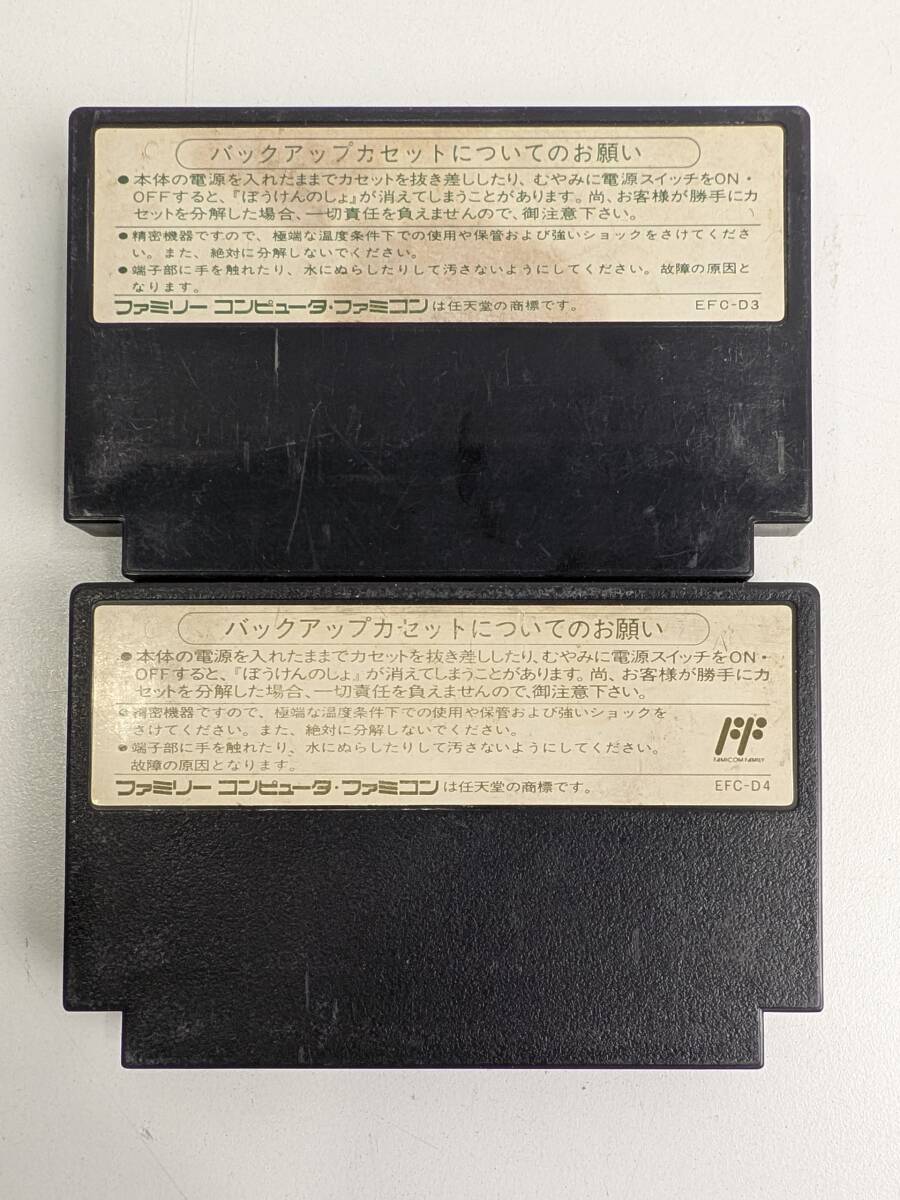 バックアップカセットについてのお願い
●本体の電源を入れたままでカセットを抜き差ししたり、むやみに電源スイッチをON・
OFFすると、『ぼうけんのしょ』が消えてしまうことがあります。尚、お客様が勝手にカ
セットを分解した場合、一切責任を負えませんので、御注意下さい。
●精密機器ですので、極端な温度条件下での使用や保管および強いショックをさけてくださ
い。また、絶対に分解しないでください。
●端子部に手を触れたり、水にぬらしたりして汚さないようにしてください。故障の原因と
なります。
ファミリー コンピュータ・ファミコンは任天堂の商標です。 EFC-D3
バックアップカセットについてのお願い
●本体の電源を入れたままでカセットを抜き差ししたり、むやみに電源スイッチをON・
OFFすると、『ぼうけんのしょ』が消えてしまうことがあります。尚、お客様が勝手にカ
セットを分解した場合、一切責任を負えませんので、御注意下さい。
●精密機器ですので、極端な温度条件下での使用や保管および強いショックを
さけてください。また、絶対に分解しないでください。
●端子部に手を触れたり、水にぬらしたりして汚さないようにしてください。
故障の原因となります。
FAMICOM FAMILY
ファミリー コンピュータ・ファミコンは任天堂の商標です。 EFC-D4